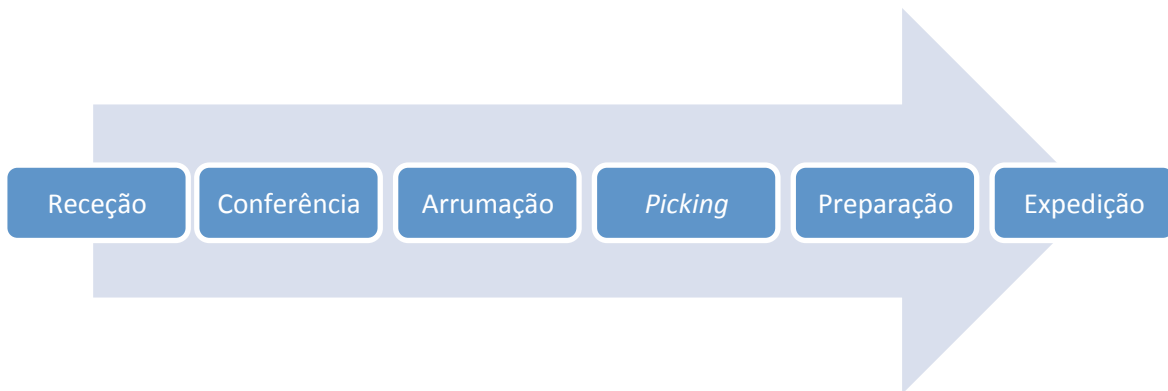 Receção
Conferência
Arrumação
Picking
Preparação
Expedição